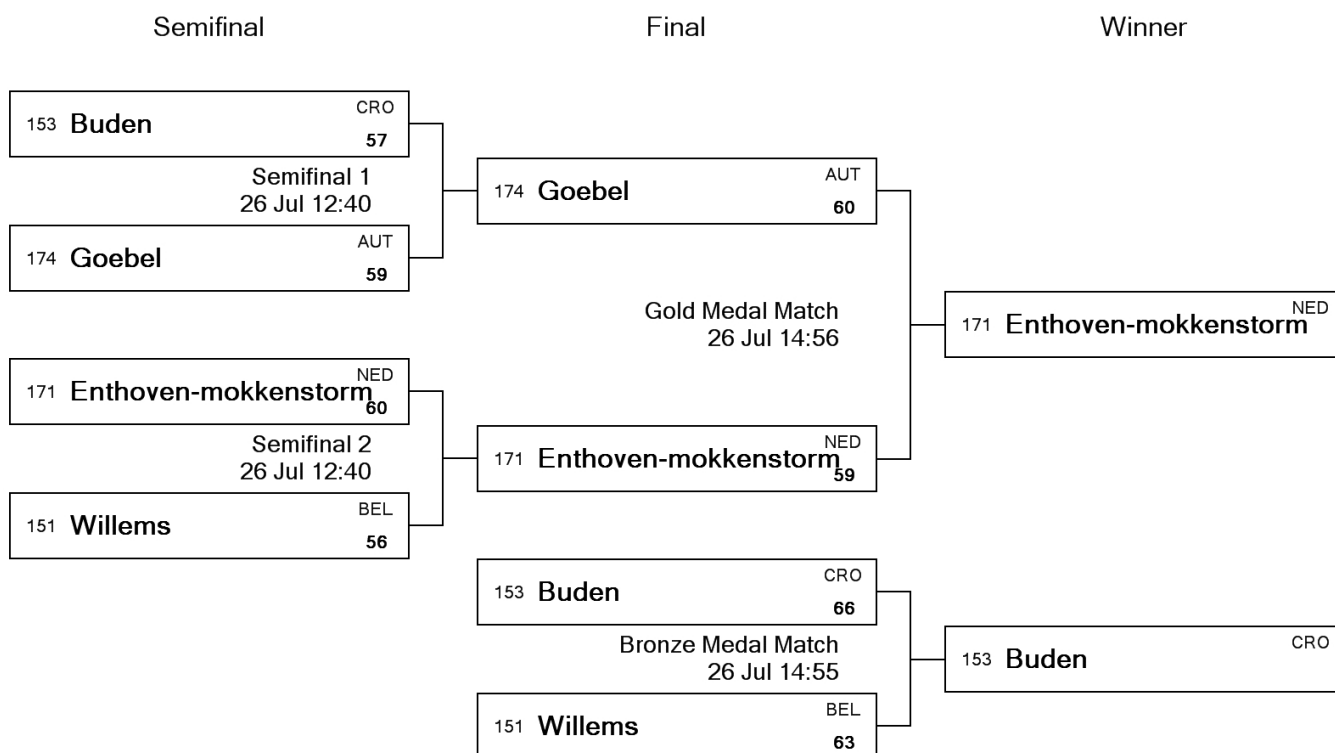 Semifinal Final Winner
153 Buden CRO
57
Semifinal 1
26 Jul 12:40
174 Goebel AUT
59
174 Goebel AUT
60
Gold Medal Match
26 Jul 14:56
171 Enthoven-mokkenstorm NED
171 Enthoven-mokkenstorm NED
60
Semifinal 2
26 Jul 12:40
151 Willems BEL
56
171 Enthoven-mokkenstorm NED
59
153 Buden CRO
66
Bronze Medal Match
26 Jul 14:55
151 Willems BEL
63
153 Buden CRO